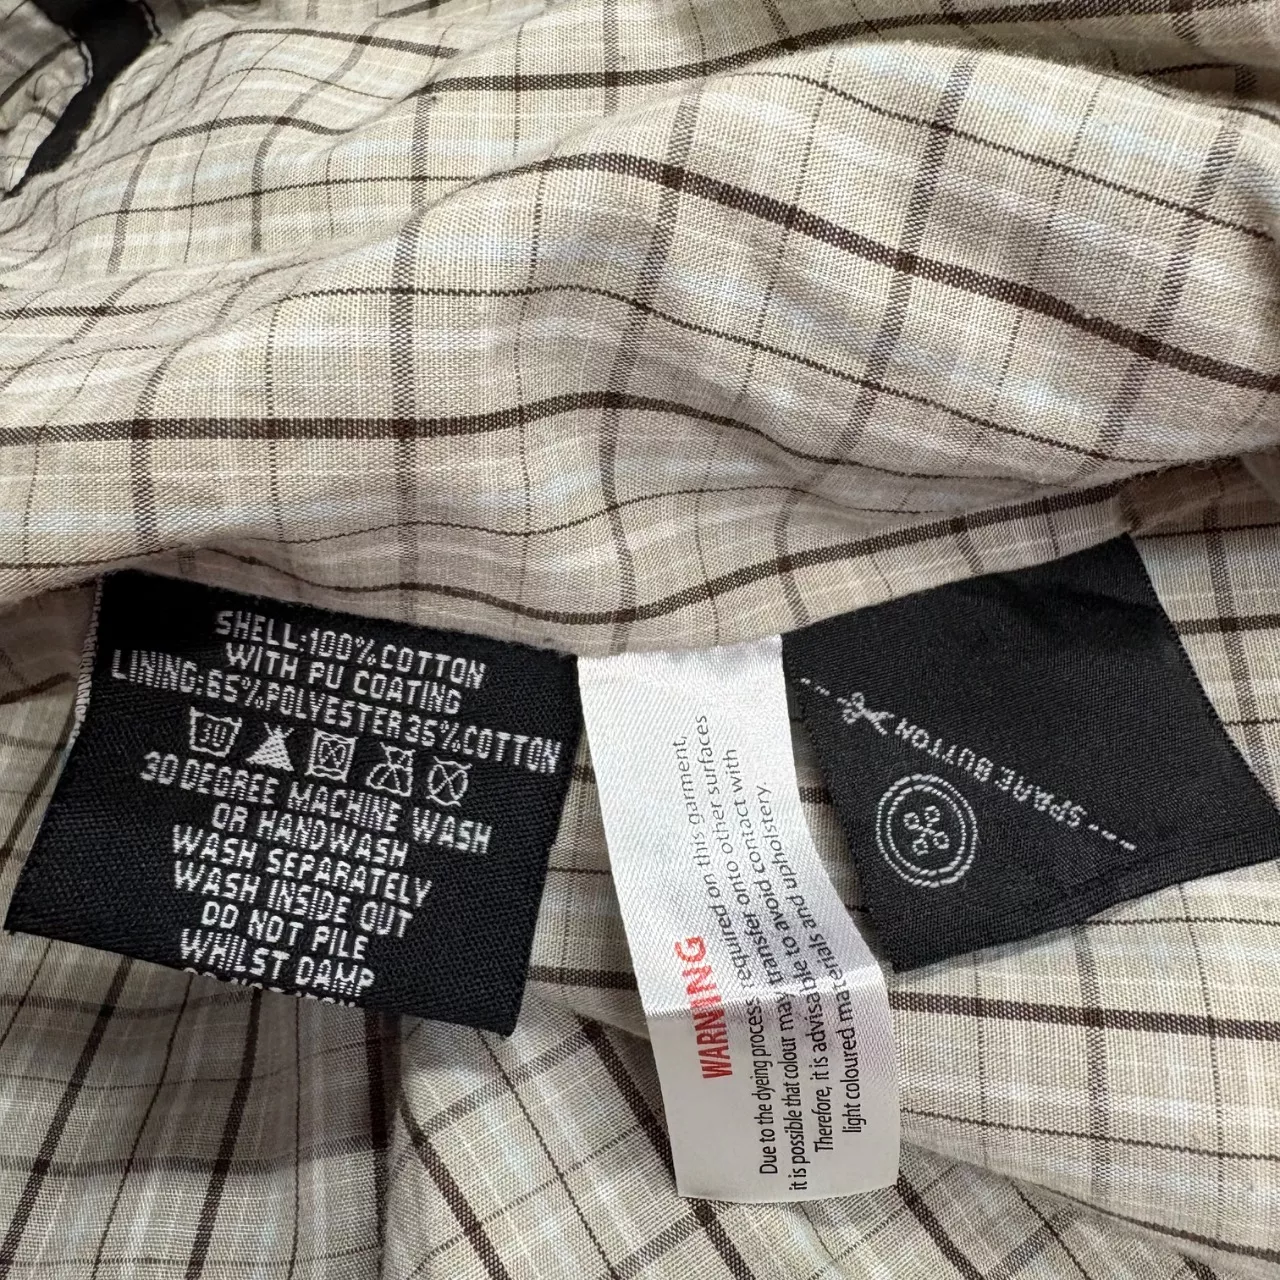 SHELL:100%COTTON
WITH PU COATING
LINING:65%POLYESTER35%COTTON
30
30 DEGREE MACHINE WASH
OR HANDWASH
WASH SEPARATELY
WASH INSIDE OUT
DO NOT PILE
WHILST DAMP
WARNING
Due to the dyeing process required on this garment,
it is possible that colour may transfer onto other surfaces
Therefore, it is advisable to avoid contact with
light coloured materials and upholstery.
SPARE BUTTON